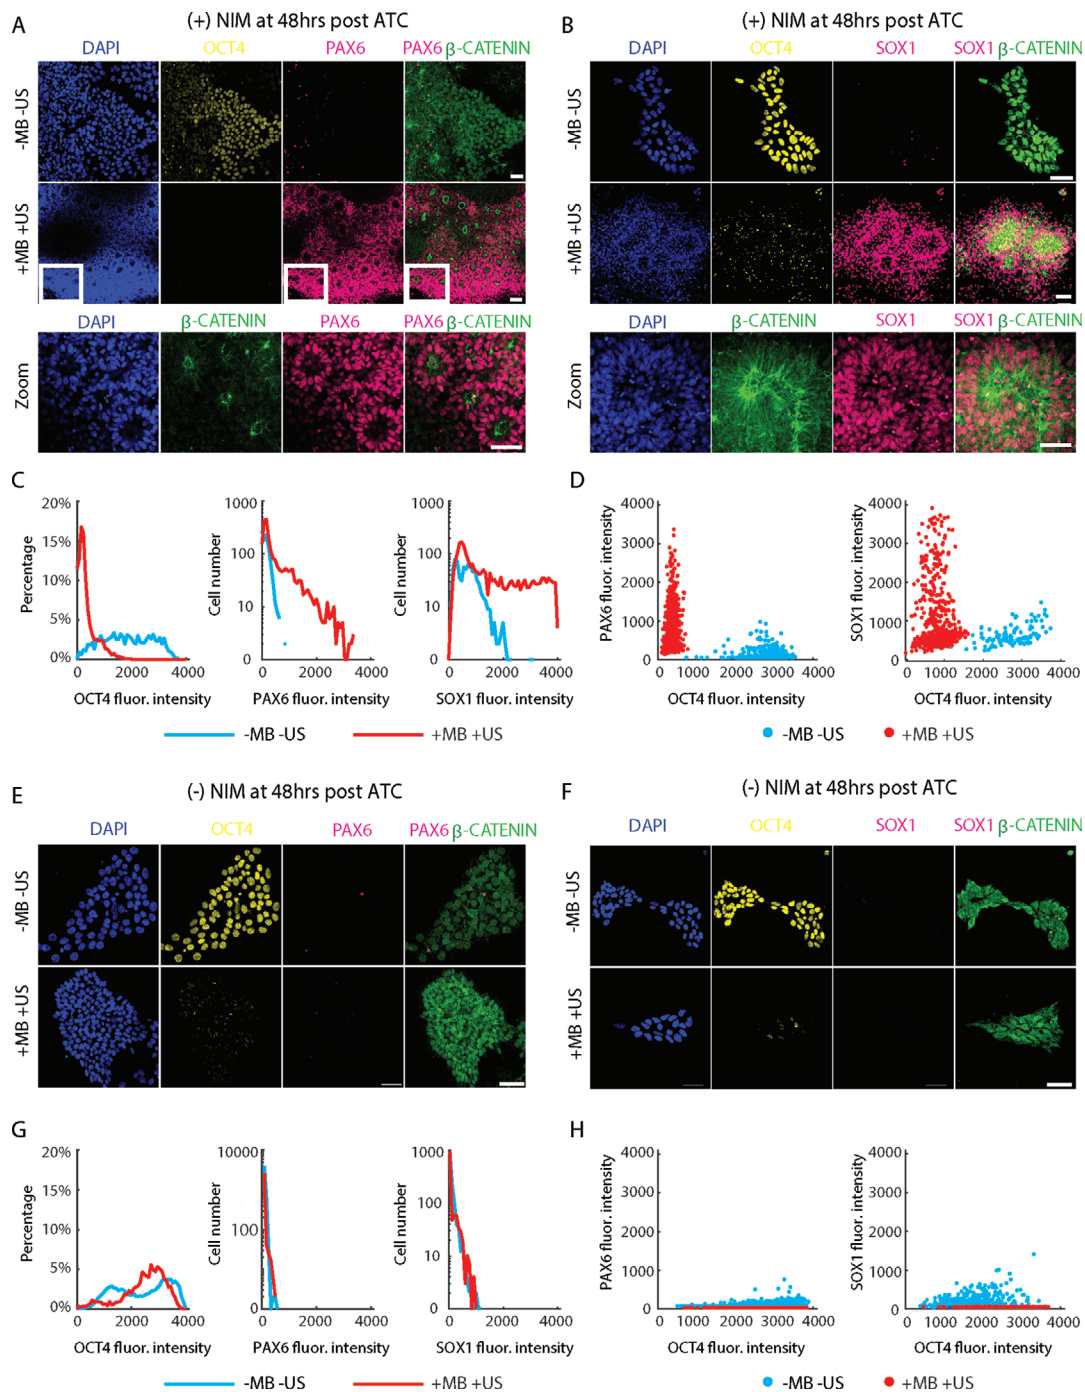 A
(+) NIM at 48hrs post ATC
DAPI OCT4 PAX6 PAX6 β-CATENIN
-MB -US
+MB +US
DAPI β-CATENIN PAX6 PAX6 β-CATENIN
Zoom
B
(+) NIM at 48hrs post ATC
DAPI OCT4 SOX1 SOX1 β-CATENIN
-MB -US
+MB +US
DAPI β-CATENIN SOX1 SOX1 β-CATENIN
Zoom
C
20%
15%
10%
5%
0%
Percentage
0 2000 4000
OCT4 fluor. intensity
1000
100
10
0
Cell number
0 2000 4000
PAX6 fluor. intensity
1000
100
10
0
Cell number
0 2000 4000
SOX1 fluor. intensity
-MB -US +MB +US
D
4000
3000
2000
1000
0
PAX6 fluor. intensity
0 1000 2000 3000 4000
OCT4 fluor. intensity
4000
3000
2000
1000
0
SOX1 fluor. intensity
0 1000 2000 3000 4000
OCT4 fluor. intensity
-MB -US +MB +US
E
(-) NIM at 48hrs post ATC
DAPI OCT4 PAX6 PAX6 β-CATENIN
-MB -US
+MB +US
F
(-) NIM at 48hrs post ATC
DAPI OCT4 SOX1 SOX1 β-CATENIN
-MB -US
+MB +US
G
20%
15%
10%
5%
0%
Percentage
0 2000 4000
OCT4 fluor. intensity
10000
100
0
Cell number
0 2000 4000
PAX6 fluor. intensity
1000
100
10
0
Cell number
0 2000 4000
SOX1 fluor. intensity
-MB -US +MB +US
H
4000
3000
2000
1000
0
PAX6 fluor. intensity
0 1000 2000 3000 4000
OCT4 fluor. intensity
4000
3000
2000
1000
0
SOX1 fluor. intensity
0 1000 2000 3000 4000
OCT4 fluor. intensity
-MB -US +MB +US